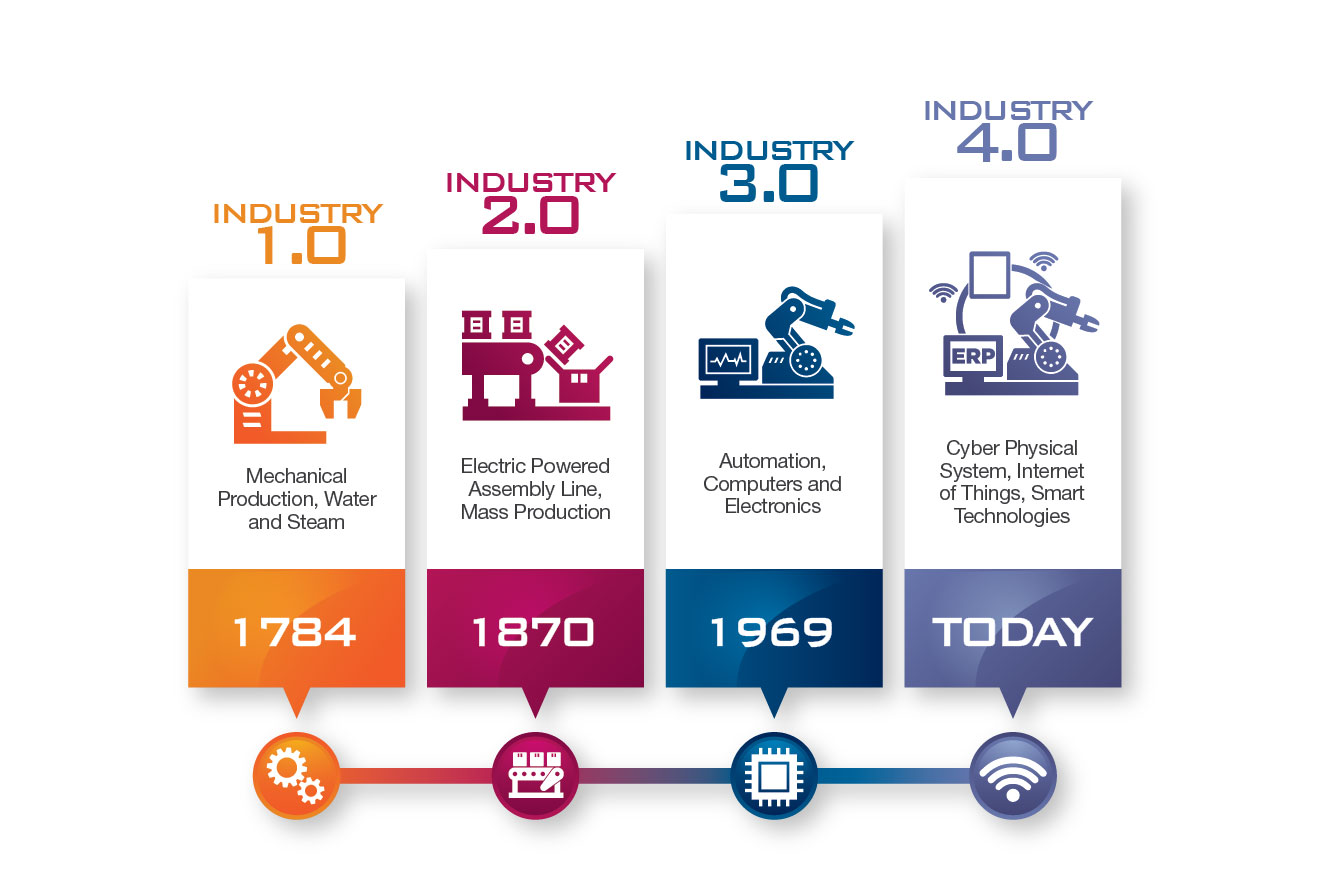 INDUSTRY
1.0
Mechanical
Production, Water
and Steam
1784
INDUSTRY
2.0
Electric Powered
Assembly Line,
Mass Production
1870
INDUSTRY
3.0
Automation,
Computers and
Electronics
1969
INDUSTRY
4.0
ERP
Cyber Physical
System, Internet
of Things, Smart
Technologies
TODAY